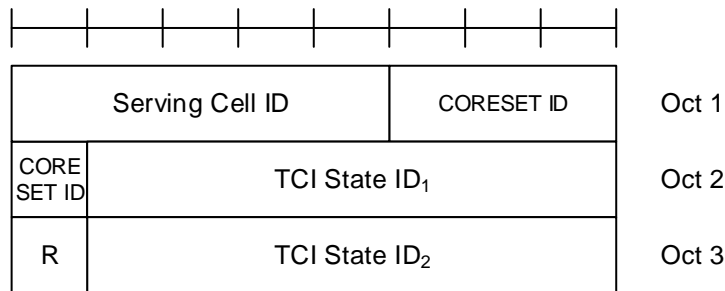 Serving Cell ID CORESET ID Oct 1
CORE
SET ID TCI State ID₁ Oct 2
R TCI State ID₂ Oct 3